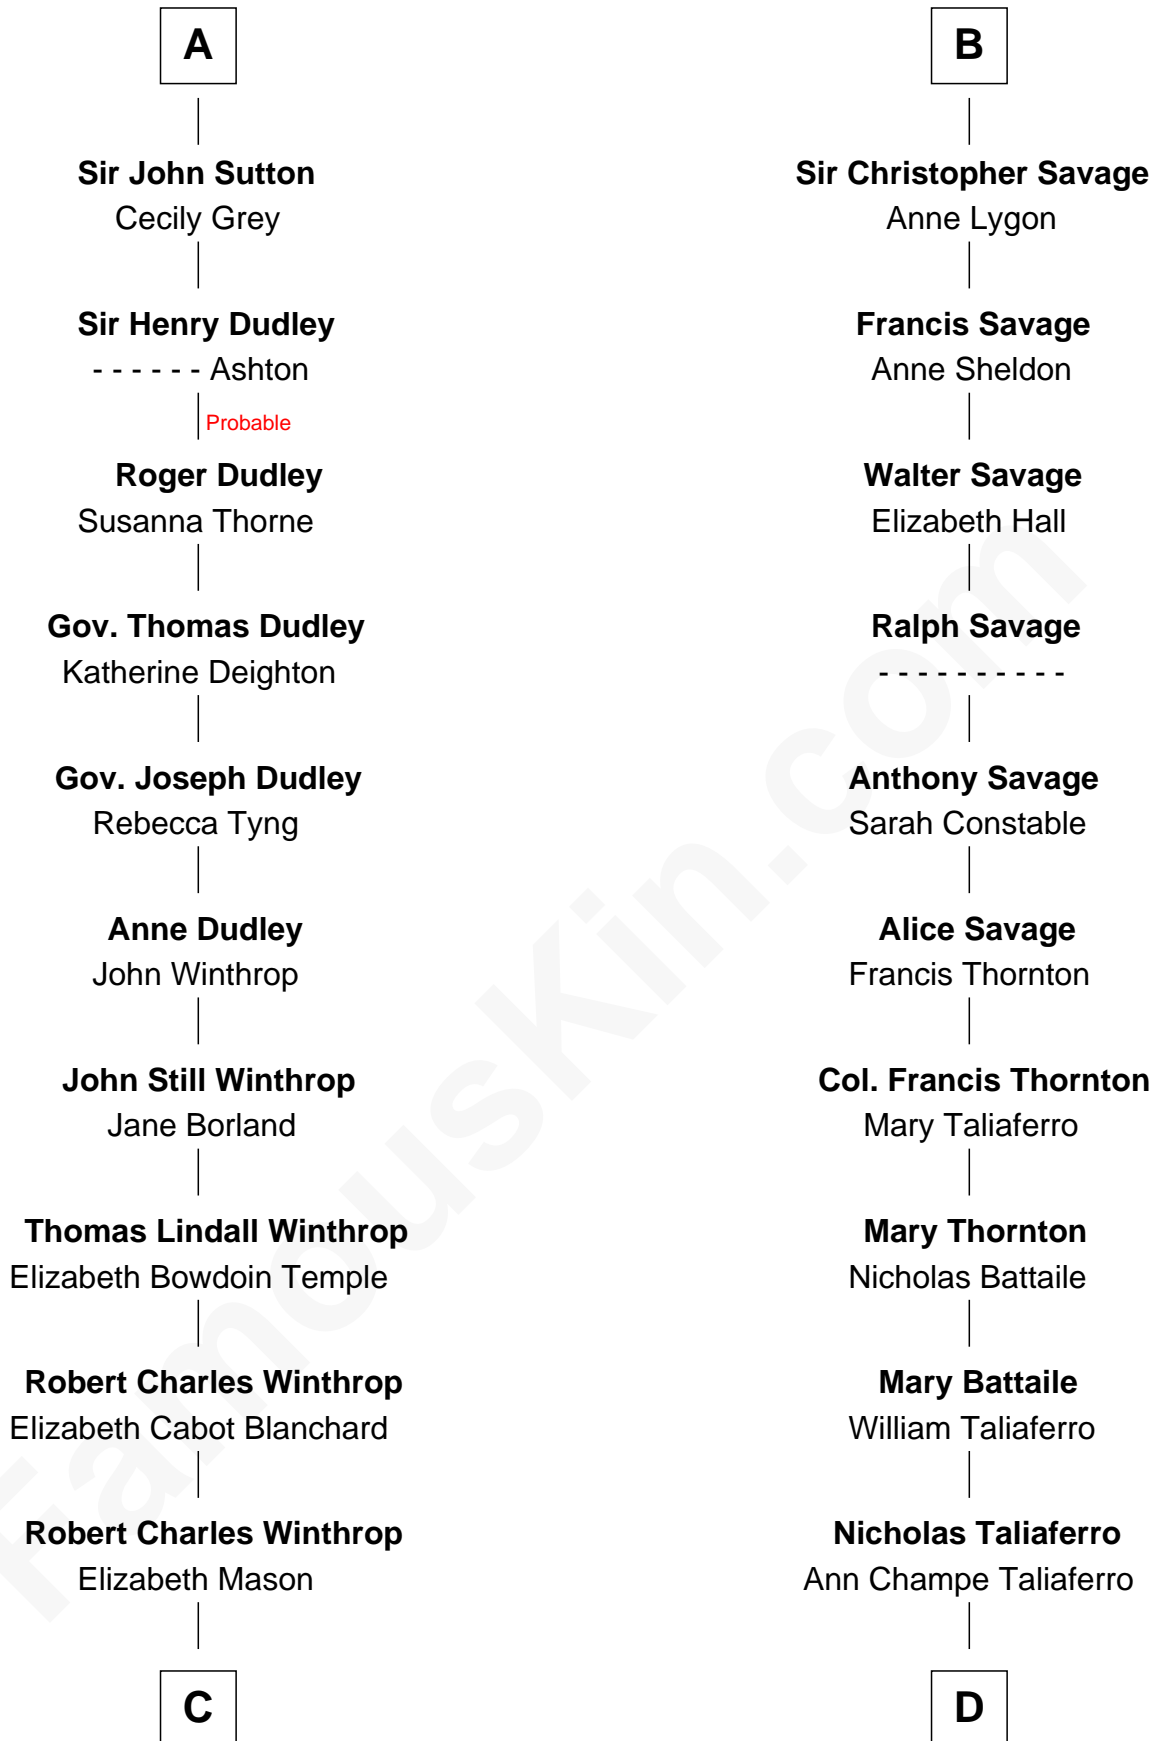 A
Sir John Sutton
Cecily Grey
Sir Henry Dudley
- - - - - - Ashton
Probable
Roger Dudley
Susanna Thorne
Gov. Thomas Dudley
Katherine Deighton
Gov. Joseph Dudley
Rebecca Tyng
Anne Dudley
John Winthrop
John Still Winthrop
Jane Borland
Thomas Lindall Winthrop
Elizabeth Bowdoin Temple
Robert Charles Winthrop
Elizabeth Cabot Blanchard
Robert Charles Winthrop
Elizabeth Mason
C
B
Sir Christopher Savage
Anne Lygon
Francis Savage
Anne Sheldon
Walter Savage
Elizabeth Hall
Ralph Savage
- - - - - - - - - -
Anthony Savage
Sarah Constable
Alice Savage
Francis Thornton
Col. Francis Thornton
Mary Taliaferro
Mary Thornton
Nicholas Battaile
Mary Battaile
William Taliaferro
Nicholas Taliaferro
Ann Champe Taliaferro
D
FamousKin.com